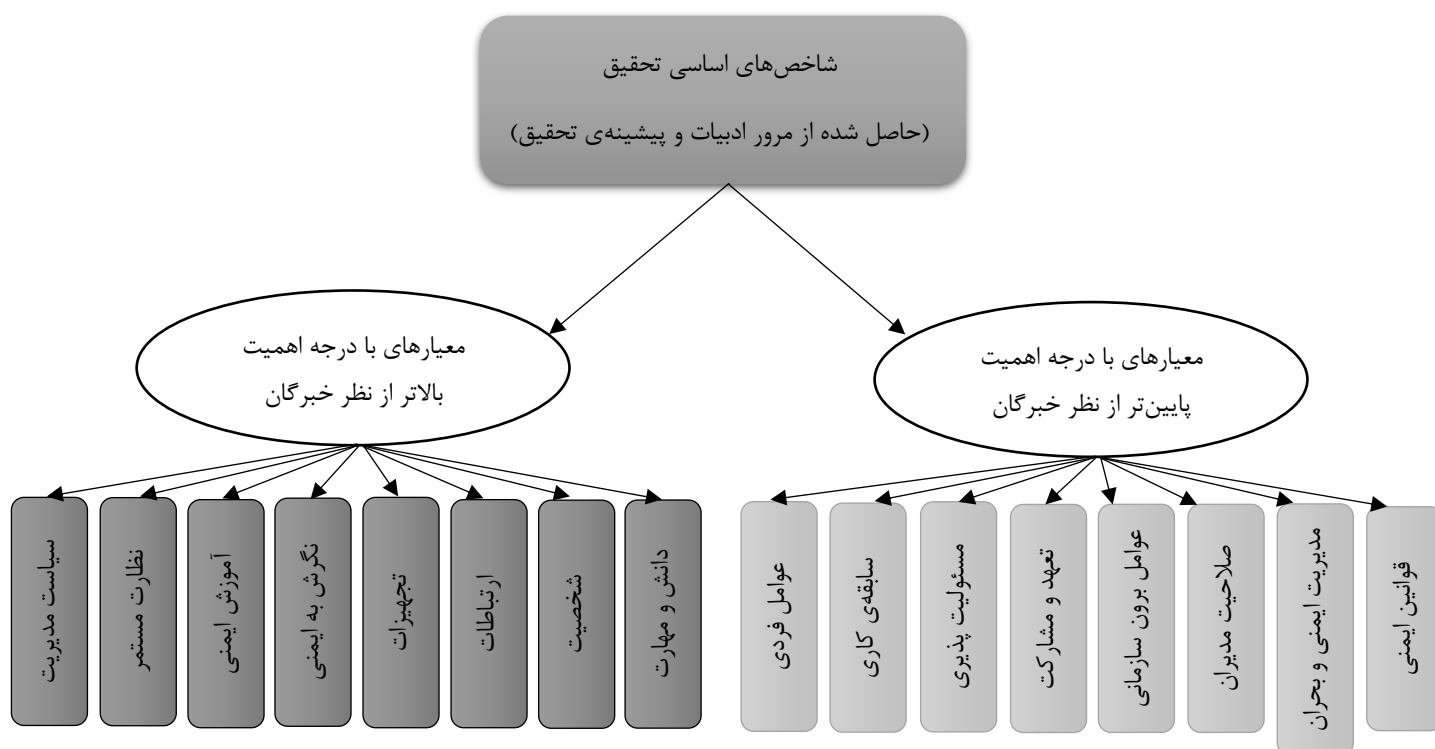 شاخص‌های اساسی تحقیق
(حاصل شده از مرور ادبیات و پیشینه‌ی تحقیق)
معیارهای با درجه اهمیت
پایین‌تر از نظر خبرگان
معیارهای با درجه اهمیت
بالاتر از نظر خبرگان
قوانین ایمنی
مدیریت ایمنی و بحران
صلاحیت مدیران
عوامل برون سازمانی
تعهد و مشارکت
مسئولیت پذیری
سابقه‌ی کاری
عوامل فردی
دانش و مهارت
شخصیت
ارتباطات
تجهیزات
نگرش به ایمنی
آموزش ایمنی
نظارت مستمر
سیاست مدیریت